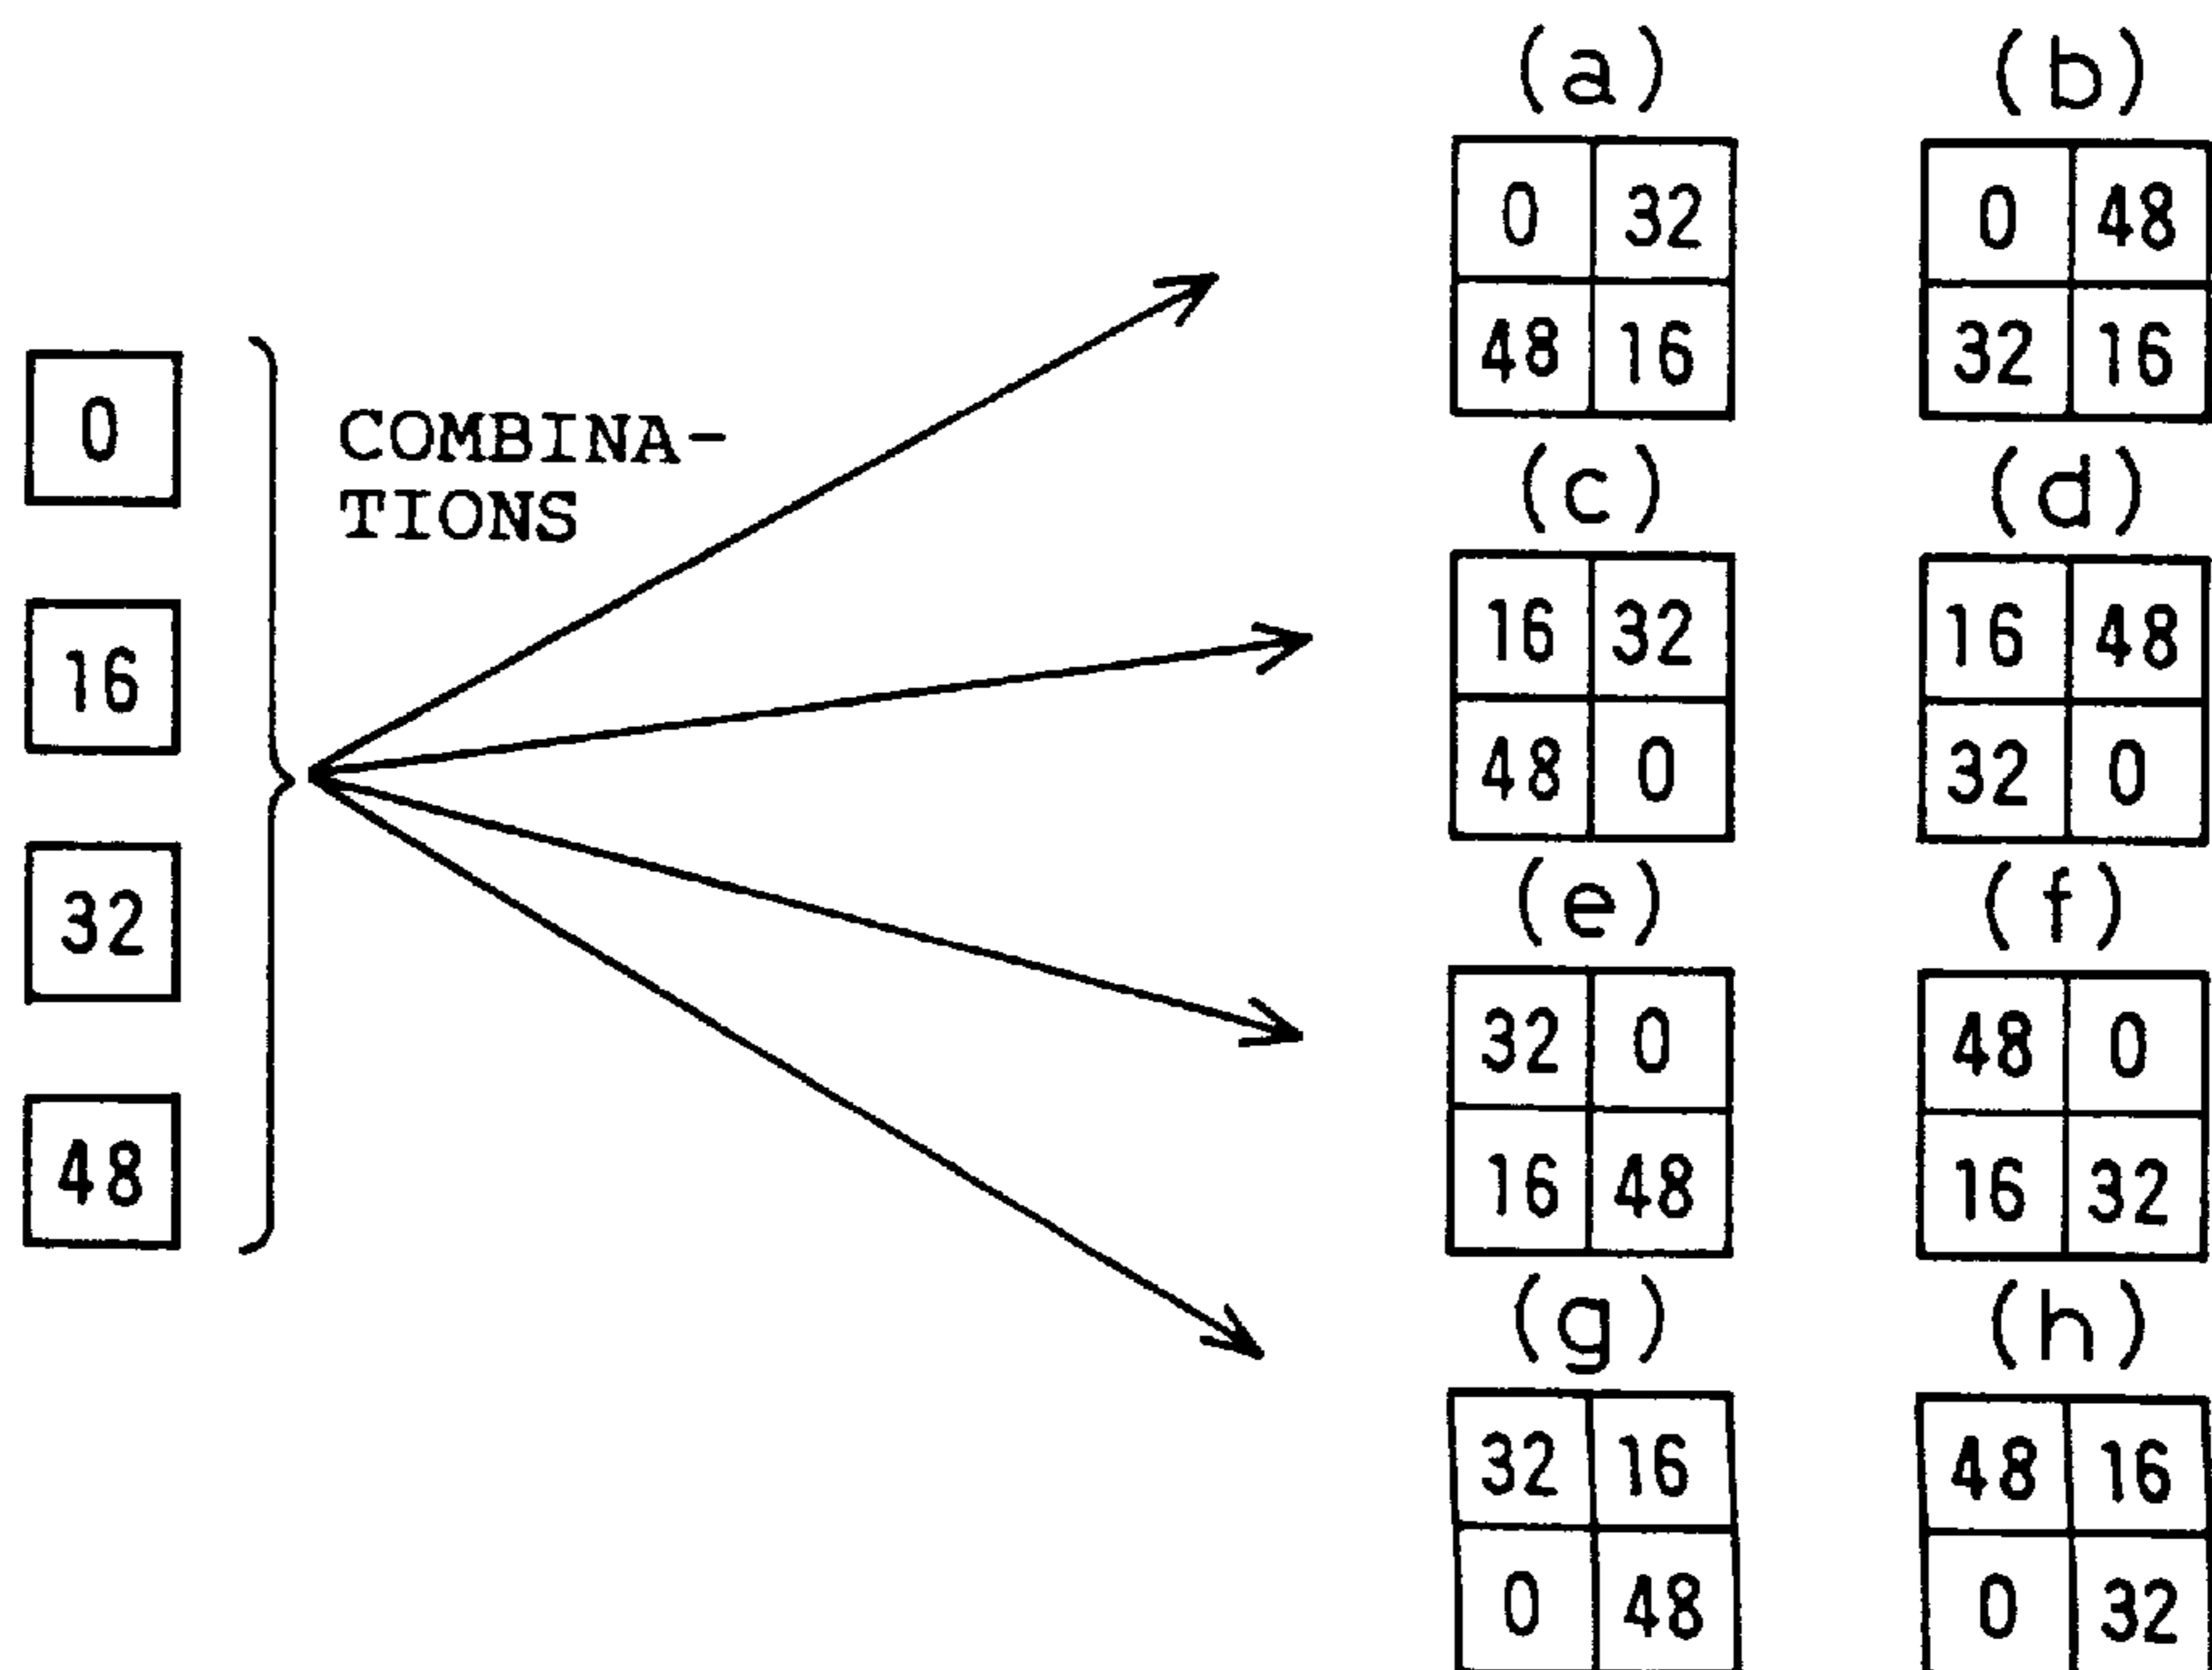 0
16
32
48
COMBINA-
TIONS
(a) (b)
0 32 0 48
48 16 32 16
(c) (d)
16 32 16 48
48 0 32 0
(e) (f)
32 0 48 0
16 48 16 32
(g) (h)
32 16 48 16
0 48 0 32